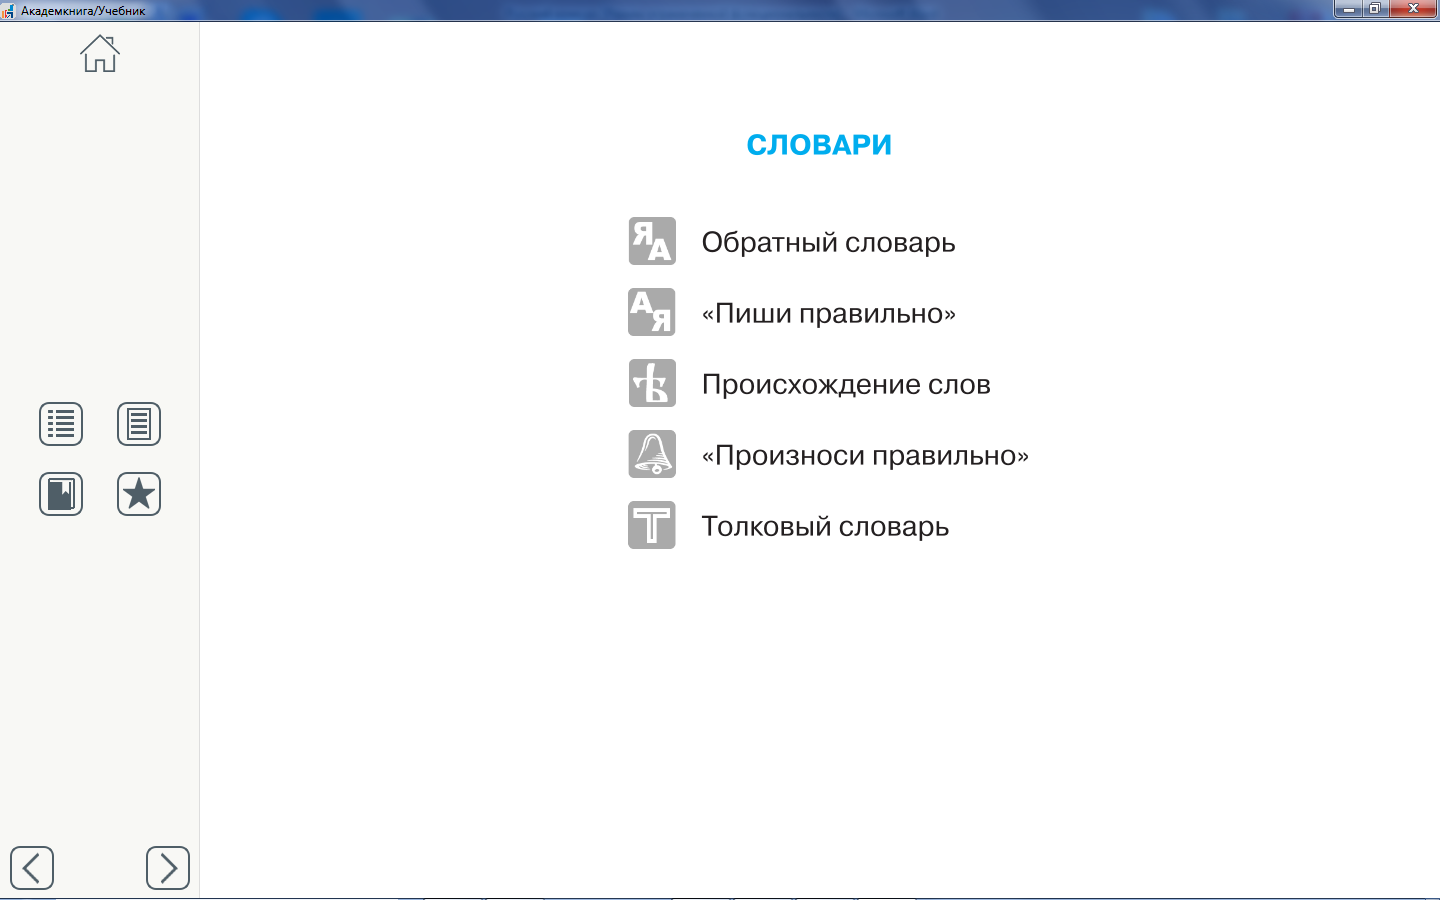 Академкнига/Учебник
СЛОВАРИ
Обратный словарь
«Пиши правильно»
Происхождение слов
«Произноси правильно»
Толковый словарь